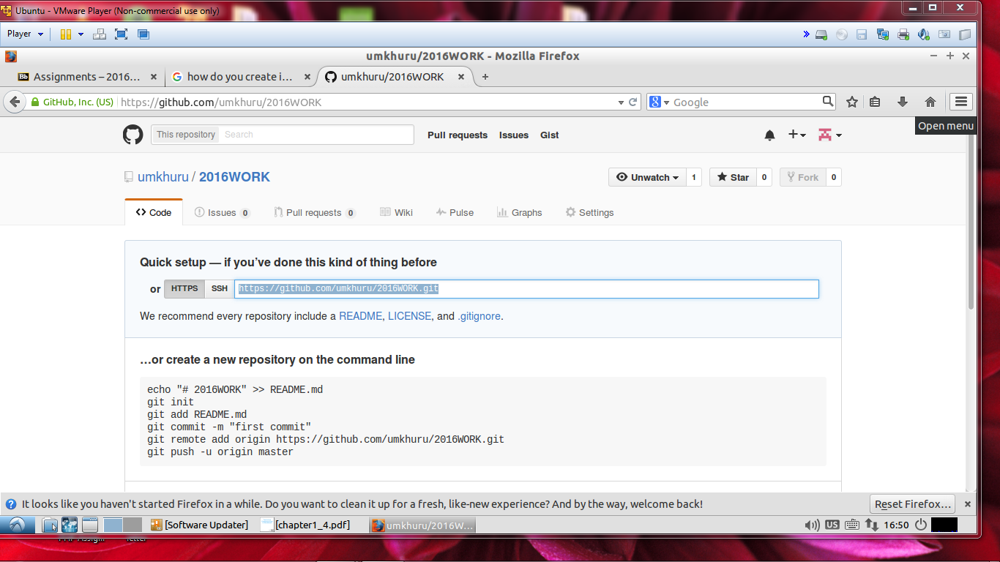 Ubuntu - VMware Player (Non-commercial use only)
Player
umkhuru/2016WORK - Mozilla Firefox
Bb Assignments – 2016... how do you create i... umkhuru/2016WORK
GitHub, Inc. (US) https://github.com/umkhuru/2016WORK Google
Open menu
This repository Search Pull requests Issues Gist
umkhuru / 2016WORK Unwatch 1 Star 0 Fork 0
Code Issues 0 Pull requests 0 Wiki Pulse Graphs Settings
Quick setup — if you've done this kind of thing before
or HTTPS SSH https://github.com/umkhuru/2016WORK.git
We recommend every repository include a README, LICENSE, and .gitignore.
…or create a new repository on the command line
echo "# 2016WORK" >> README.md
git init
git add README.md
git commit -m "first commit"
git remote add origin https://github.com/umkhuru/2016WORK.git
git push -u origin master
It looks like you haven't started Firefox in a while. Do you want to clean it up for a fresh, like-new experience? And by the way, welcome back! Reset Firefox...
[Software Updater] [chapter1_4.pdf] umkhuru/2016W... US 16:50